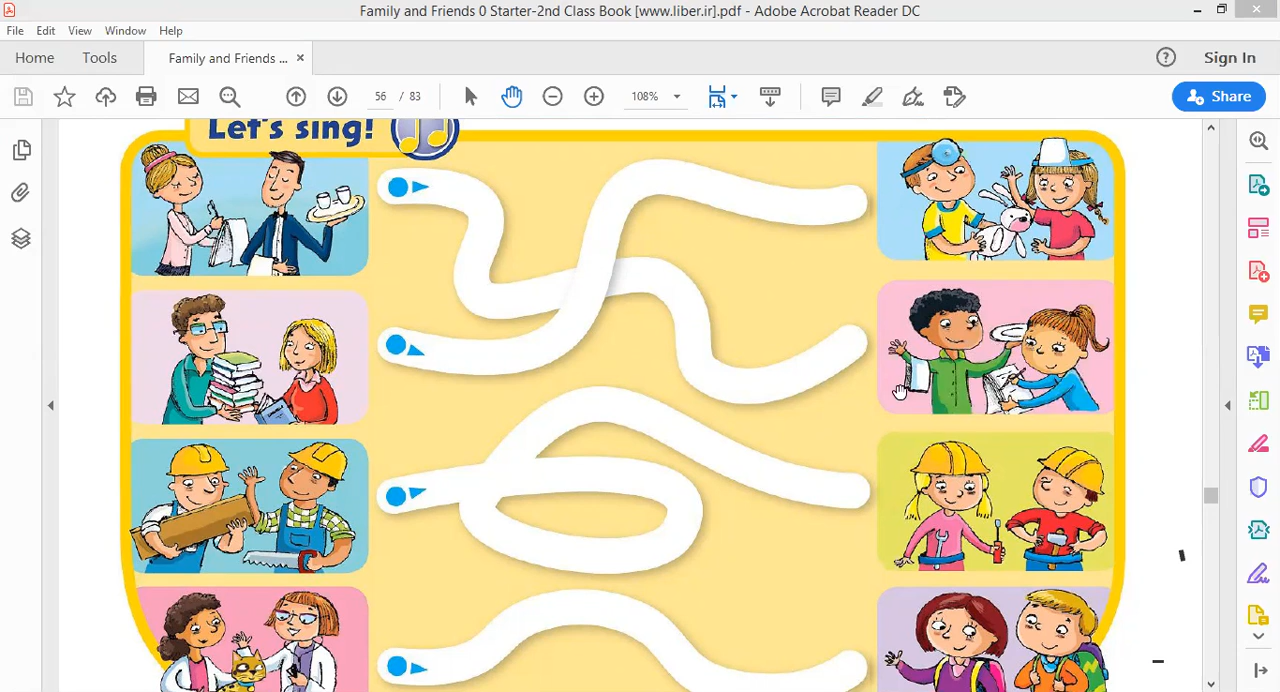 Family and Friends 0 Starter-2nd Class Book [www.liber.ir].pdf - Adobe Acrobat Reader DC
File Edit View Window Help
Home Tools Family and Friends ... × Sign In
56 / 83 108% Share
Let's sing!